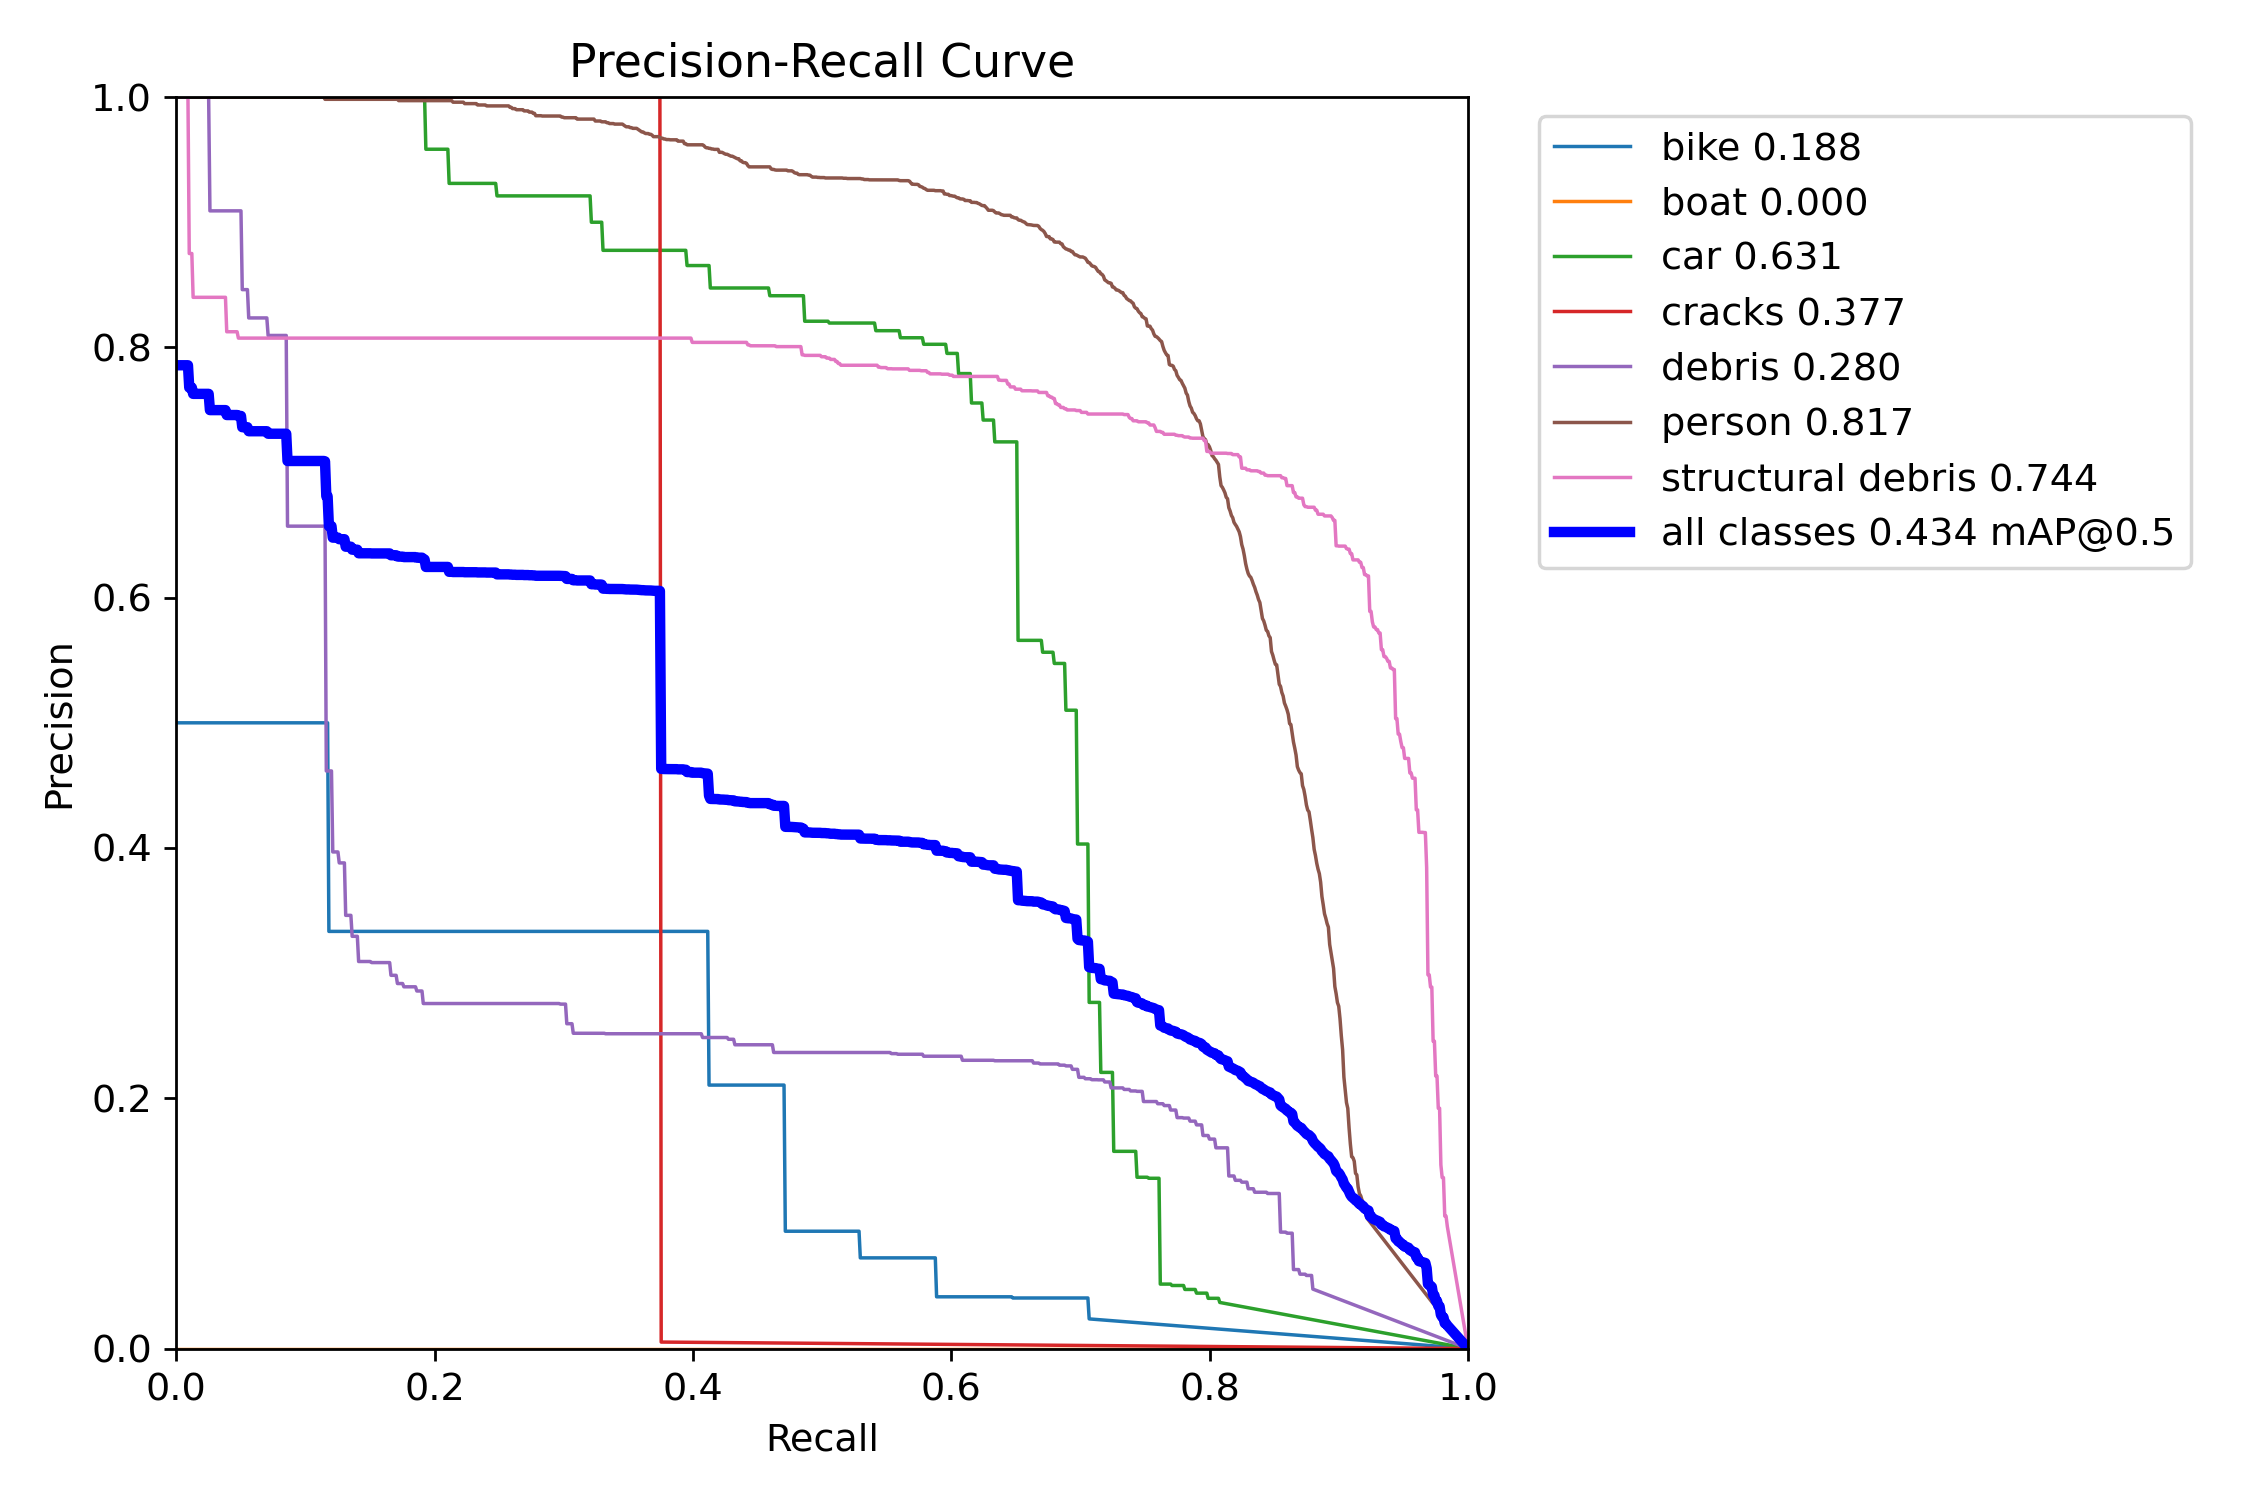 Precision-Recall Curve
1.0
0.8
0.6
0.4
0.2
0.0
Precision
0.0 0.2 0.4 0.6 0.8 1.0
Recall
bike 0.188
boat 0.000
car 0.631
cracks 0.377
debris 0.280
person 0.817
structural debris 0.744
all classes 0.434 mAP@0.5